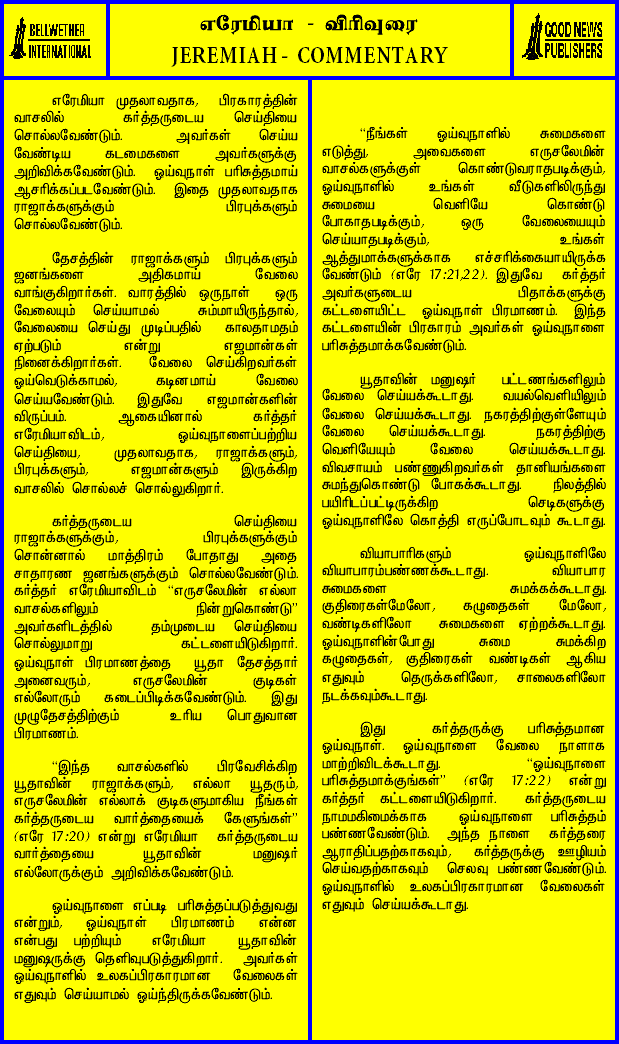 BELLWETHER
INTERNATIONAL
எரேமியா - விரிவுரை
JEREMIAH - COMMENTARY
GOOD NEWS
PUBLISHERS
எரேமியா முதலாவதாக, பிரகாரத்தின்
வாசலில் கர்த்தருடைய செய்தியை
சொல்லவேண்டும். அவர்கள் செய்ய
வேண்டிய கடமைகளை அவர்களுக்கு
அறிவிக்கவேண்டும். ஓய்வுநாள் பரிசுத்தமாய்
ஆசரிக்கப்படவேண்டும். இதை முதலாவதாக
ராஜாக்களுக்கும் பிரபுக்களும்
சொல்லவேண்டும்.
தேசத்தின் ராஜாக்களும் பிரபுக்களும்
ஜனங்களை அதிகமாய் வேலை
வாங்குகிறார்கள். வாரத்தில் ஒருநாள் ஒரு
வேலையும் செய்யாமல் சும்மாயிருந்தால்,
வேலையை செய்து முடிப்பதில் காலதாமதம்
ஏற்படும் என்று எஜமான்கள்
நினைக்கிறார்கள். வேலை செய்கிறவர்கள்
ஓய்வெடுக்காமல், கடினமாய் வேலை
செய்யவேண்டும். இதுவே எஜமான்களின்
விருப்பம். ஆகையினால் கர்த்தர்
எரேமியாவிடம், ஓய்வுநாளைப்பற்றிய
செய்தியை, முதலாவதாக, ராஜாக்களும்,
பிரபுக்களும், எஜமான்களும் இருக்கிற
வாசலில் சொல்லச் சொல்லுகிறார்.
கர்த்தருடைய செய்தியை
ராஜாக்களுக்கும், பிரபுக்களுக்கும்
சொன்னால் மாத்திரம் போதாது அதை
சாதாரண ஜனங்களுக்கும் சொல்லவேண்டும்.
கர்த்தர் எரேமியாவிடம் “எருசலேமின் எல்லா
வாசல்களிலும் நின்றுகொண்டு”
அவர்களிடத்தில் தம்முடைய செய்தியை
சொல்லுமாறு கட்டளையிடுகிறார்.
ஓய்வுநாள் பிரமாணத்தை யூதா தேசத்தார்
அனைவரும், எருசலேமின் குடிகள்
எல்லோரும் கடைப்பிடிக்கவேண்டும். இது
முழுதேசத்திற்கும் உரிய பொதுவான
பிரமாணம்.
“இந்த வாசல்களில் பிரவேசிக்கிற
யூதாவின் ராஜாக்களும், எல்லா யூதரும்,
எருசலேமின் எல்லாக் குடிகளுமாகிய நீங்கள்
கர்த்தருடைய வார்த்தையைக் கேளுங்கள்”
(எரே 17:20) என்று எரேமியா கர்த்தருடைய
வார்த்தையை யூதாவின் மனுஷர்
எல்லோருக்கும் அறிவிக்கவேண்டும்.
ஓய்வுநாளை எப்படி பரிசுத்தப்படுத்துவது
என்றும், ஓய்வுநாள் பிரமாணம் என்ன
என்பது பற்றியும் எரேமியா யூதாவின்
மனுஷருக்கு தெளிவுபடுத்துகிறார். அவர்கள்
ஓய்வுநாளில் உலகப்பிரகாரமான வேலைகள்
எதுவும் செய்யாமல் ஓய்ந்திருக்கவேண்டும்.
“நீங்கள் ஓய்வுநாளில் சுமைகளை
எடுத்து, அவைகளை எருசலேமின்
வாசல்களுக்குள் கொண்டுவராதபடிக்கும்,
ஓய்வுநாளில் உங்கள் வீடுகளிலிருந்து
சுமையை வெளியே கொண்டு
போகாதபடிக்கும், ஒரு வேலையையும்
செய்யாதபடிக்கும், உங்கள்
ஆத்துமாக்களுக்காக எச்சரிக்கையாயிருக்க
வேண்டும் (எரே 17:21,22). இதுவே கர்த்தர்
அவர்களுடைய பிதாக்களுக்கு
கட்டளையிட்ட ஓய்வுநாள் பிரமாணம். இந்த
கட்டளையின் பிரகாரம் அவர்கள் ஓய்வுநாளை
பரிசுத்தமாக்கவேண்டும்.
யூதாவின் மனுஷர் பட்டணங்களிலும்
வேலை செய்யக்கூடாது. வயல்வெளியிலும்
வேலை செய்யக்கூடாது. நகரத்திற்குள்ளேயும்
வேலை செய்யக்கூடாது. நகரத்திற்கு
வெளியேயும் வேலை செய்யக்கூடாது.
விவசாயம் பண்ணுகிறவர்கள் தானியங்களை
சுமந்துகொண்டு போகக்கூடாது. நிலத்தில்
பயிரிடப்பட்டிருக்கிற செடிகளுக்கு
ஓய்வுநாளிலே கொத்தி எருப்போடவும் கூடாது.
வியாபாரிகளும் ஓய்வுநாளிலே
வியாபாரம்பண்ணக்கூடாது. வியாபார
சுமைகளை சுமக்கக்கூடாது.
குதிரைகள்மேலோ, கழுதைகள் மேலோ,
வண்டிகளிலோ சுமைகளை ஏற்றக்கூடாது.
ஓய்வுநாளின்போது சுமை சுமக்கிற
கழுதைகள், குதிரைகள் வண்டிகள் ஆகிய
எதுவும் தெருக்களிலோ, சாலைகளிலோ
நடக்கவும்கூடாது.
இது கர்த்தருக்கு பரிசுத்தமான
ஓய்வுநாள். ஓய்வுநாளை வேலை நாளாக
மாற்றிவிடக்கூடாது. “ஓய்வுநாளை
பரிசுத்தமாக்குங்கள்” (எரே 17:22) என்று
கர்த்தர் கட்டளையிடுகிறார். கர்த்தருடைய
நாமமகிமைக்காக ஓய்வுநாளை பரிசுத்தம்
பண்ணவேண்டும். அந்த நாளை கர்த்தரை
ஆராதிப்பதற்காகவும், கர்த்தருக்கு ஊழியம்
செய்வதற்காகவும் செலவு பண்ணவேண்டும்.
ஓய்வுநாளில் உலகப்பிரகாரமான வேலைகள்
எதுவும் செய்யக்கூடாது.